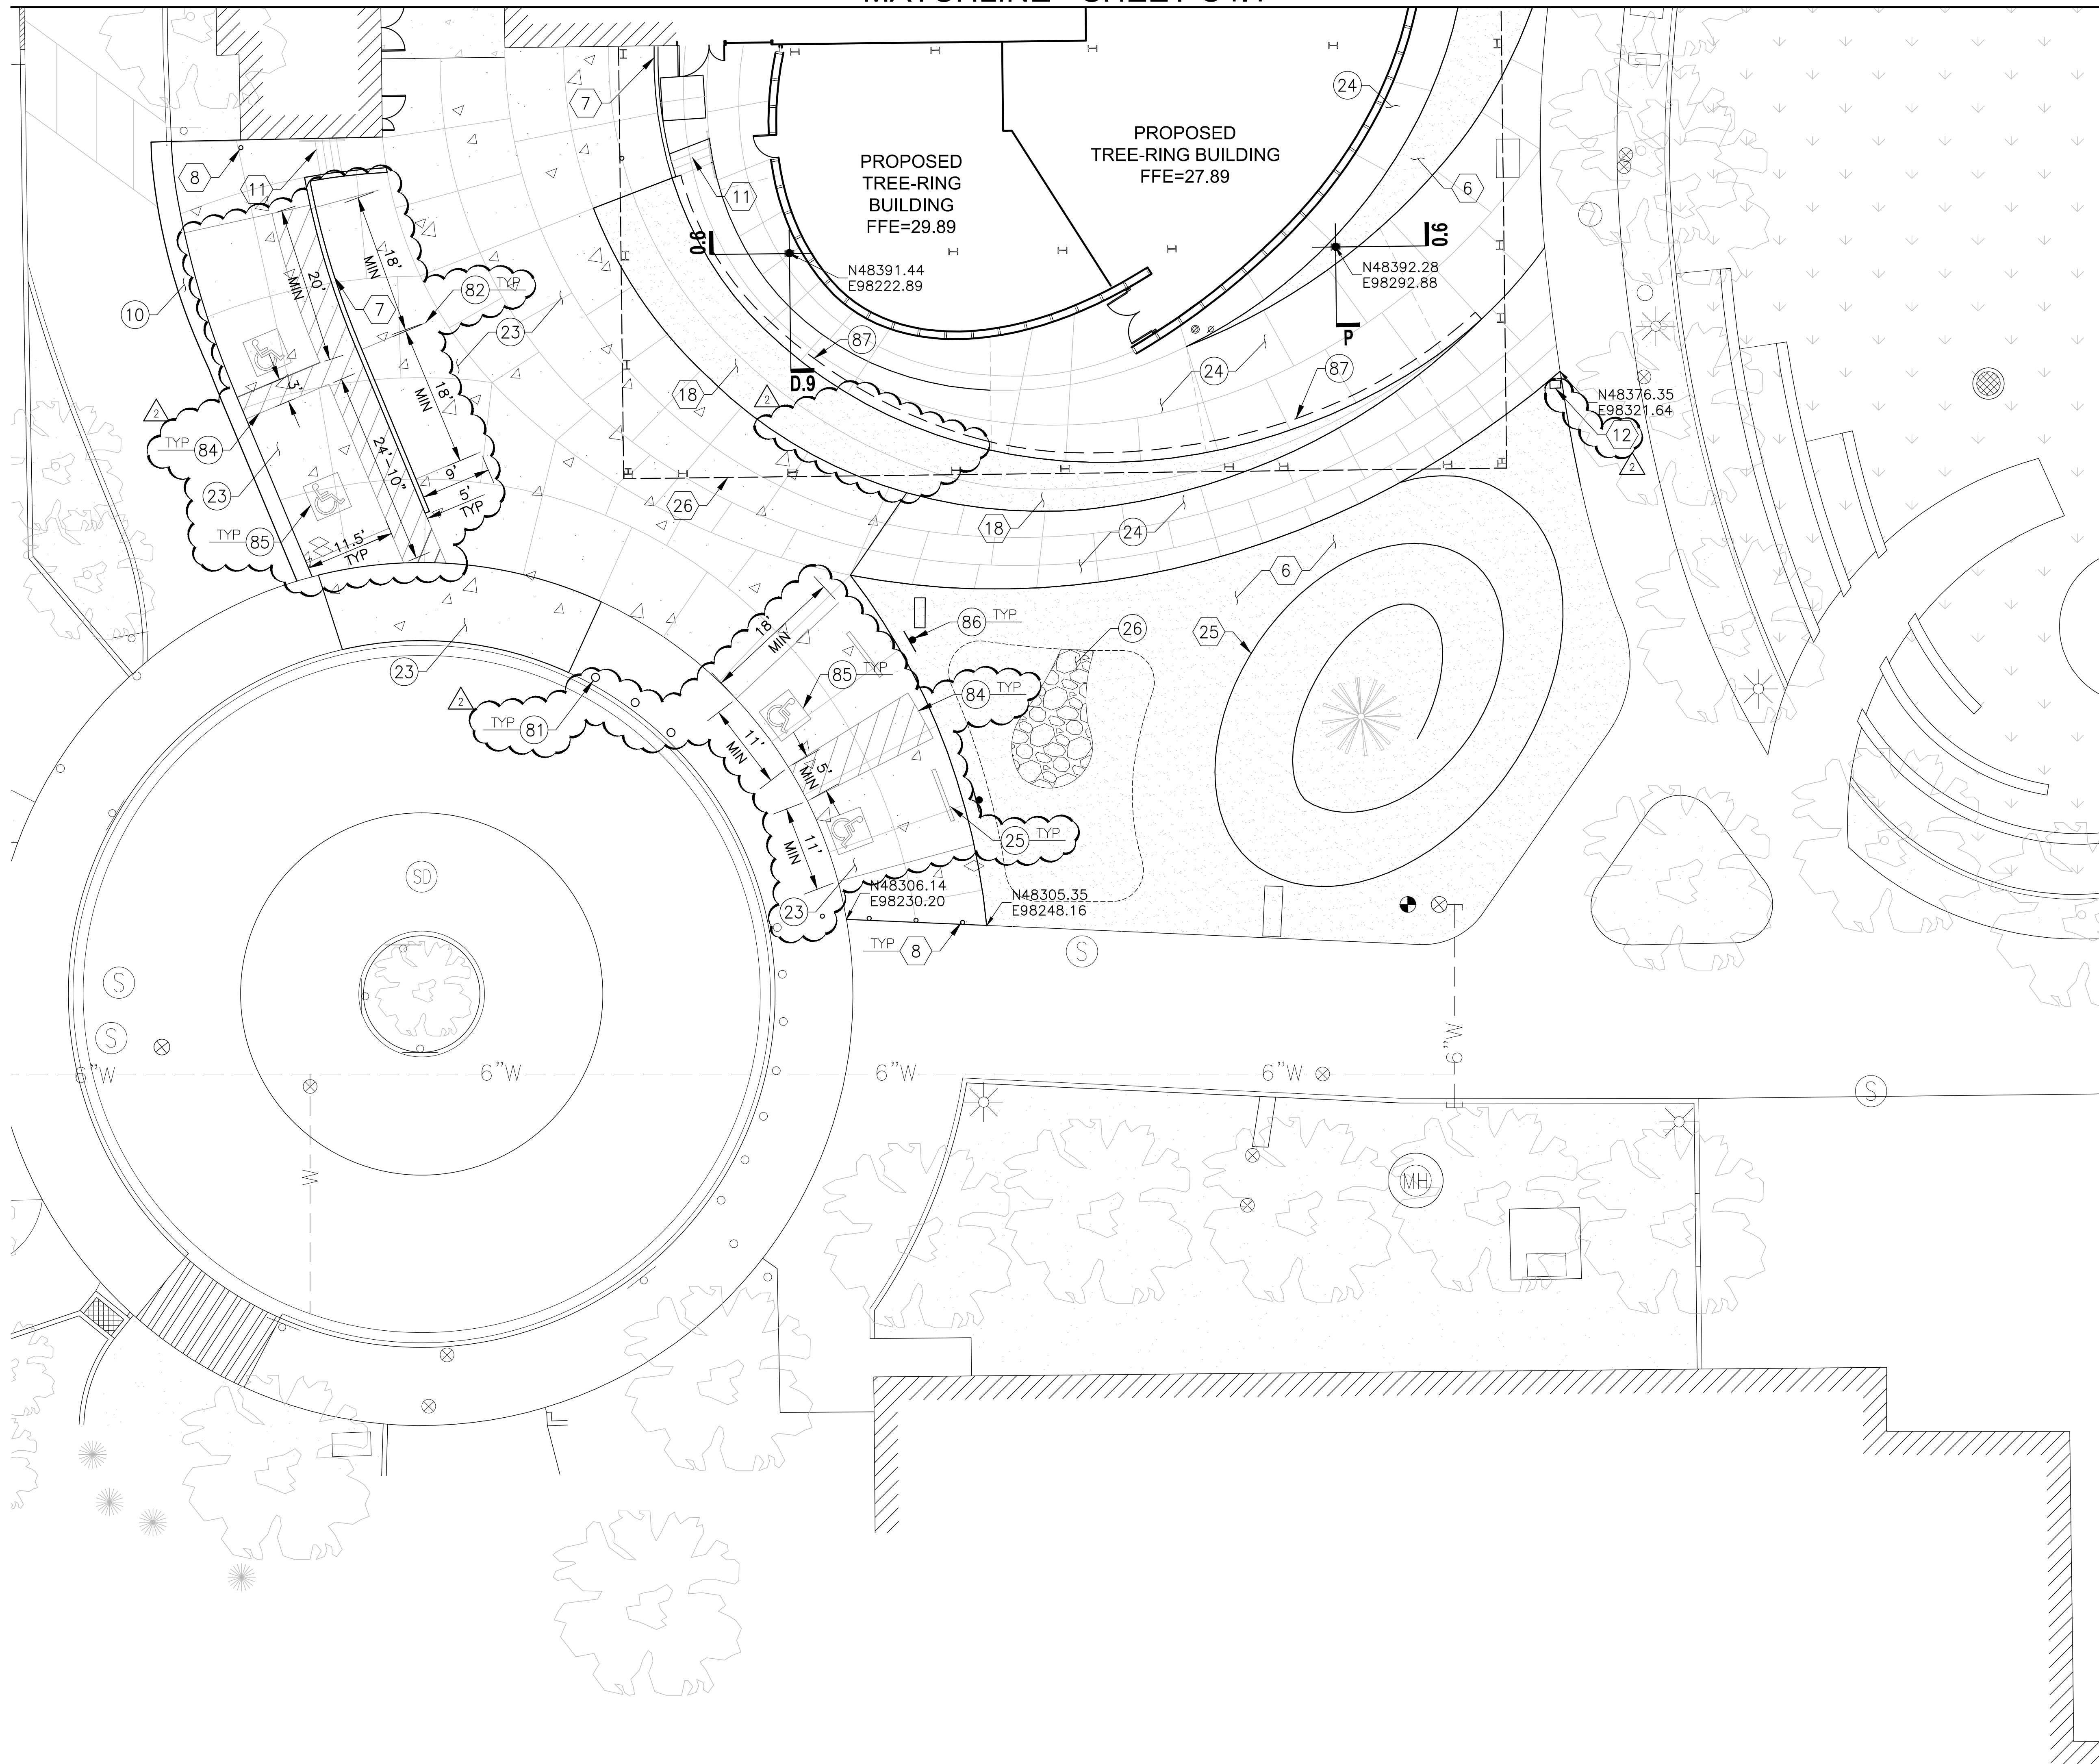 PROPOSED
TREE-RING
BUILDING
FFE=29.89
PROPOSED
TREE-RING BUILDING
FFE=27.89
24
7
8
11
11
6
7
0.6
0.6
N48391.44
E98222.89
N48392.28
E98292.88
18'
MIN
20'
MIN
82 TYP
7
10
23
87
P
D.9
24
87
18
3'
2
TYP 84
18'
MIN
24'-10"
23
9'
5'
TYP
TYP 85
11.5'
TYP
2
N48376.35
E98321.64
12
2
26
18
24
6
18'
MIN
86 TYP
26
25
23
85 TYP
84 TYP
2
TYP 81
11'
MIN
5'
MIN
11'
MIN
25 TYP
SD
23
N48306.14
E98230.20
N48305.35
E98248.16
TYP 8
S
S
S
6"W
6"W
6"W
6"W
6"W
W
S
MH